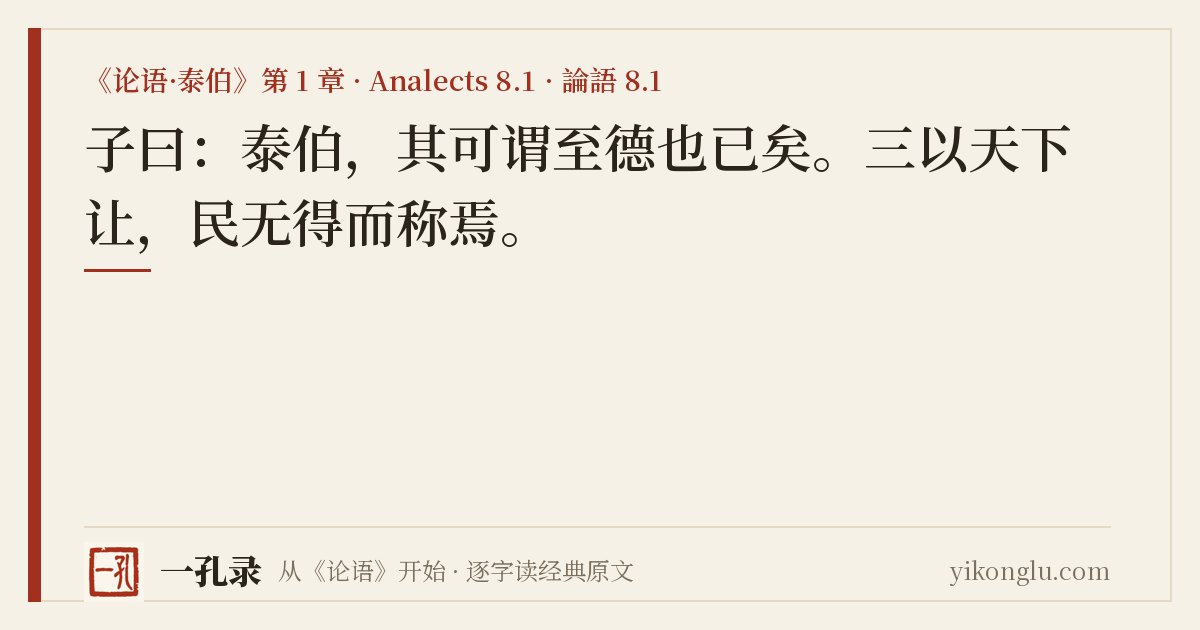 《论语·泰伯》第 1 章 · Analects 8.1 · 論語 8.1
子曰：泰伯，其可谓至德也已矣。三以天下
让，民无得而称焉。
一孔
一孔录 从《论语》开始 · 逐字读经典原文 yikonglu.com